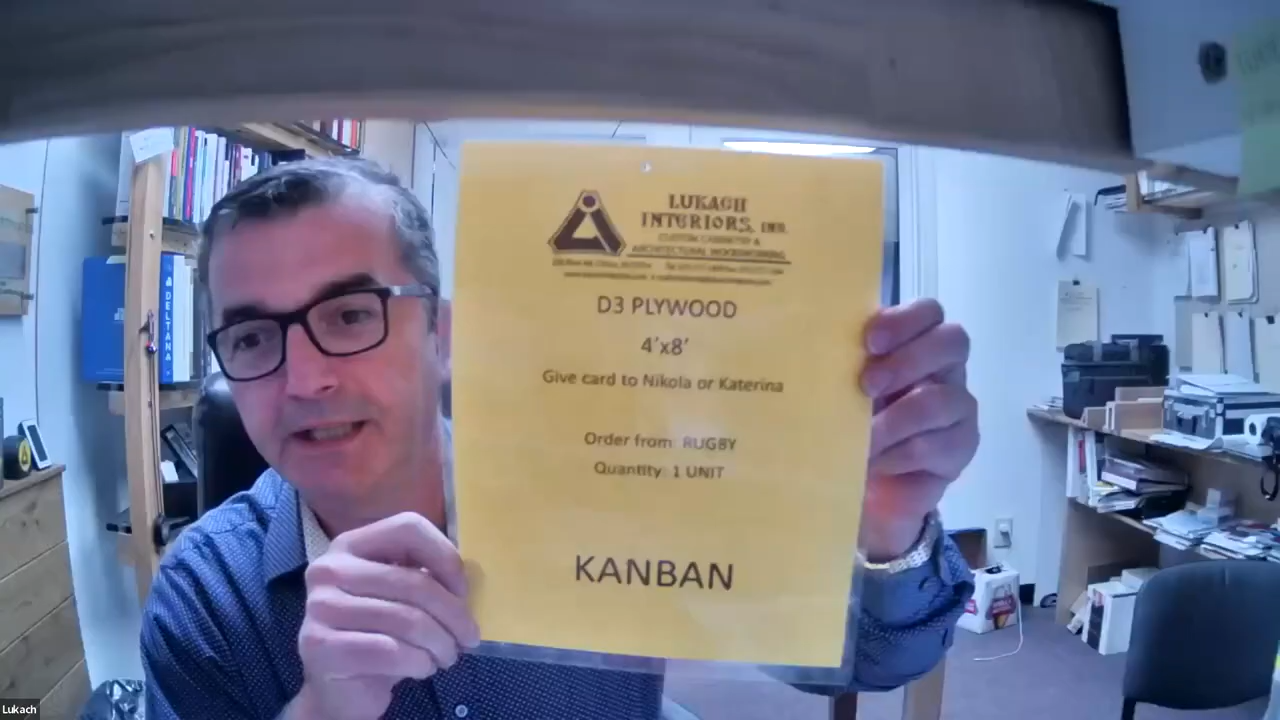 LUKACH
INTERIORS, INC.
CUSTOM CABINETRY &
ARCHITECTURAL WOODWORKING
D3 PLYWOOD
4'x8'
Give card to Nikola or Katerina
Order from: RUGBY
Quantity: 1 UNIT
KANBAN
DELTANA
Lukach